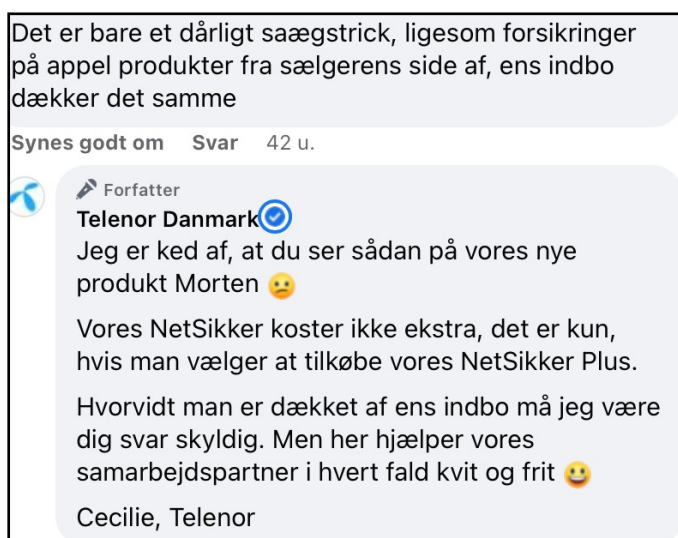 Det er bare et dårligt saægstrick, ligesom forsikringer
på appel produkter fra sælgerens side af, ens indbo
dækker det samme
Synes godt om Svar 42 u.
Forfatter
Telenor Danmark
Jeg er ked af, at du ser sådan på vores nye
produkt Morten 😕
Vores NetSikker koster ikke ekstra, det er kun,
hvis man vælger at tilkøbe vores NetSikker Plus.
Hvorvidt man er dækket af ens indbo må jeg være
dig svar skyldig. Men her hjælper vores
samarbejdspartner i hvert fald kvit og frit 😃
Cecilie, Telenor